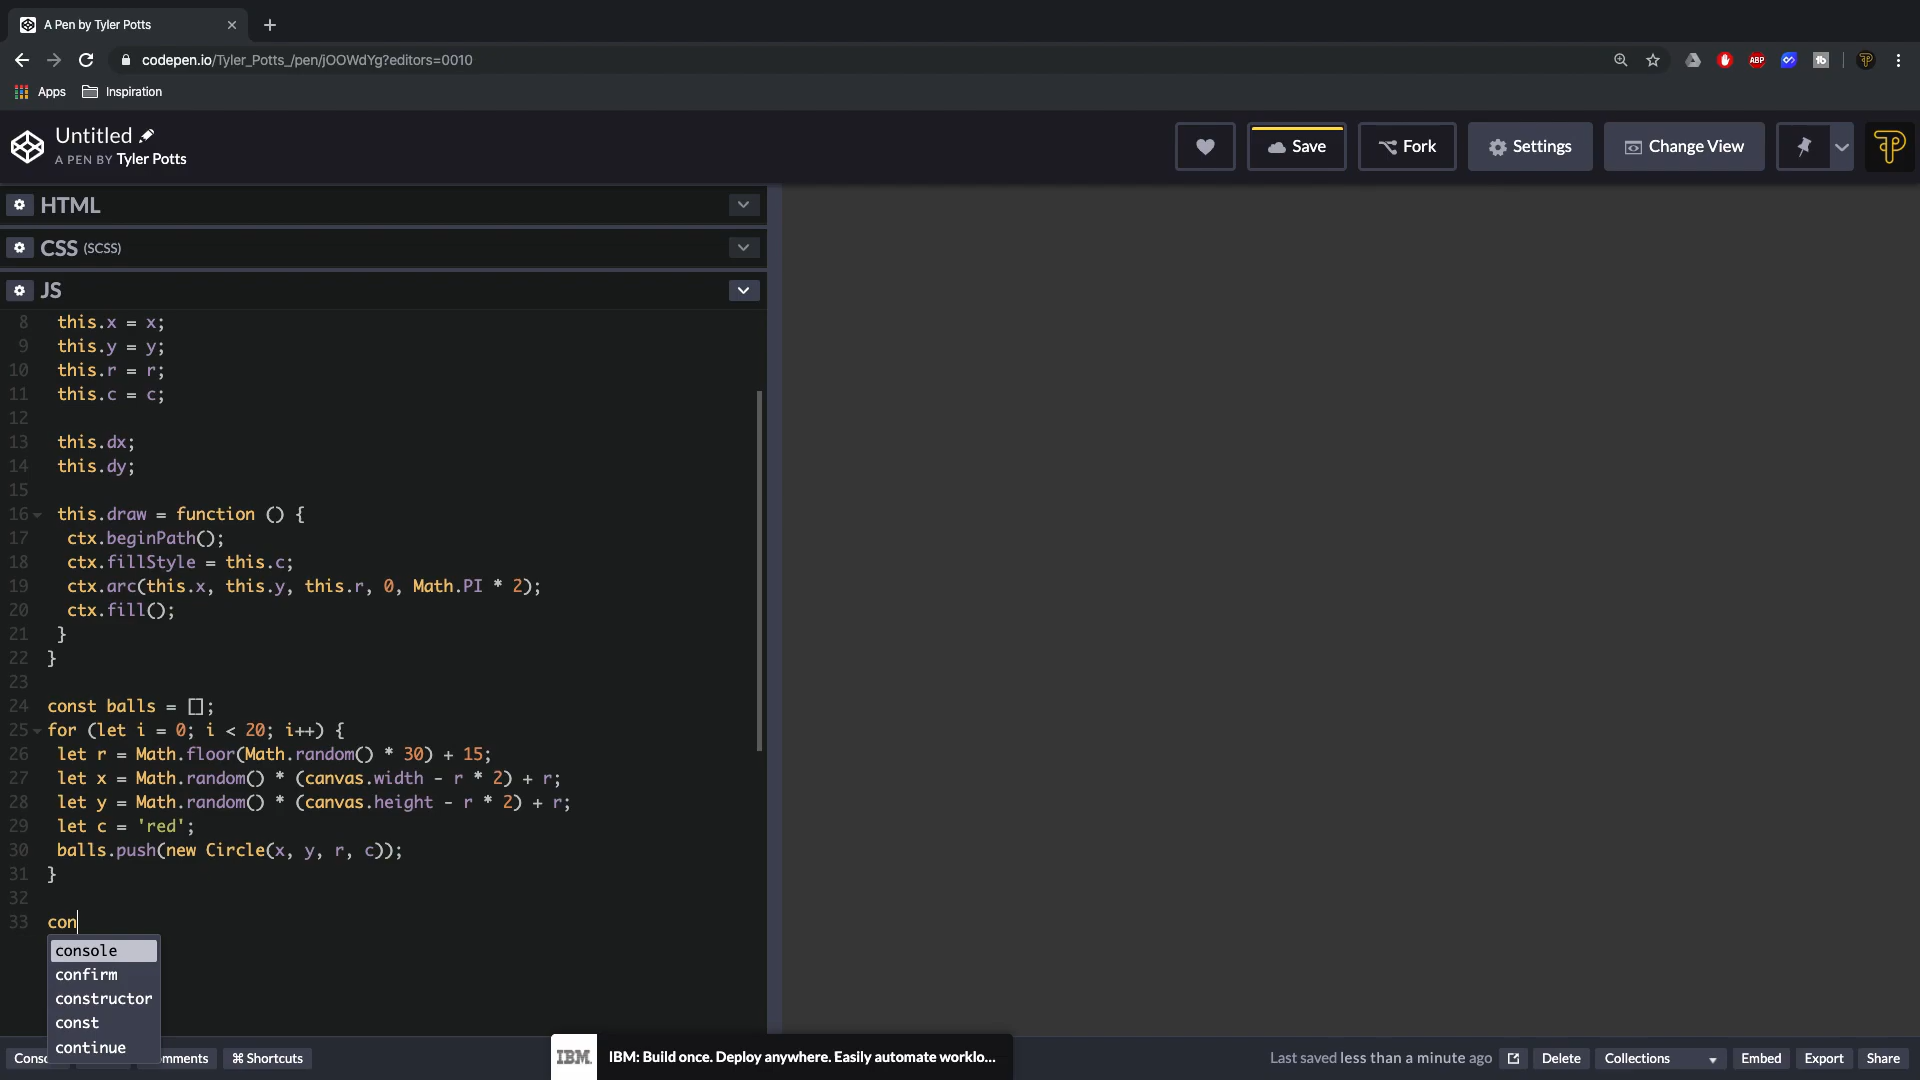 A Pen by Tyler Potts
codepen.io/Tyler_Potts_/pen/jOOWdYg?editors=0010
ABP
Apps
Inspiration
Untitled
A PEN BY Tyler Potts
Save
Fork
Settings
Change View
HTML
CSS (SCSS)
JS
8 this.x = x;
9 this.y = y;
10 this.r = r;
11 this.c = c;
12
13 this.dx;
14 this.dy;
15
16 this.draw = function () {
17 ctx.beginPath();
18 ctx.fillStyle = this.c;
19 ctx.arc(this.x, this.y, this.r, 0, Math.PI * 2);
20 ctx.fill();
21 }
22 }
23
24 const balls = [];
25 for (let i = 0; i < 20; i++) {
26 let r = Math.floor(Math.random() * 30) + 15;
27 let x = Math.random() * (canvas.width - r * 2) + r;
28 let y = Math.random() * (canvas.height - r * 2) + r;
29 let c = 'red';
30 balls.push(new Circle(x, y, r, c));
31 }
32
33 con
console
confirm
constructor
const
continue
Conso
mments
⌘ Shortcuts
IBM
IBM: Build once. Deploy anywhere. Easily automate worklo...
Last saved less than a minute ago
Delete
Collections
Embed
Export
Share